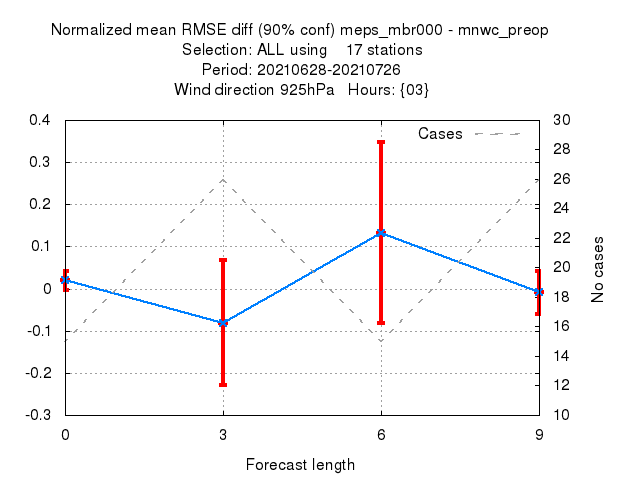 Normalized mean RMSE diff (90% conf) meps_mbr000 - mnwc_preop
Selection: ALL using 17 stations
Period: 20210628-20210726
Wind direction 925hPa Hours: {03}
Cases
0.4
0.3
0.2
0.1
0
-0.1
-0.2
-0.3
30
28
26
24
22
20
18
16
14
12
10
No cases
0 3 6 9
Forecast length